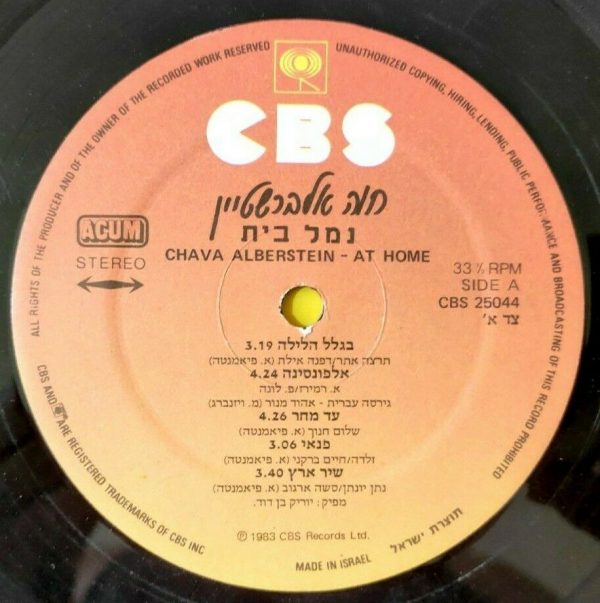 ALL RIGHTS OF THE PRODUCER AND OF THE OWNER OF THE RECORDED WORK RESERVED
UNAUTHORIZED COPYING, HIRING, LENDING, PUBLIC PERFORMANCE AND BROADCASTING OF THIS RECORD PROHIBITED
CBS
חוה אלברשטיין
נמל בית
CHAVA ALBERSTEIN - AT HOME
ACUM
STEREO
33 ⅓ RPM
SIDE A
CBS 25044
צד א'
בגלל הלילה 3.19
תרצה אתר/דפנה אילת (א. פיאמנטה)
אלפונסינה 4.24
א. רמירז/פ. לונה
גירסה עברית - אהוד מנור (מ. ויזנברג)
עד מחר 4.26
שלום חנוך (א. פיאמנטה)
פנאי 3.06
זלדה/חיים ברקני (א. פיאמנטה)
שיר ארץ 3.40
נתן יונתן/סשה ארגוב (א. פיאמנטה)
מפיק: יוריק בן דוד.
℗ 1983 CBS Records Ltd.
MADE IN ISRAEL
תוצרת ישראל
CBS AND ARE REGISTERED TRADEMARKS OF CBS INC